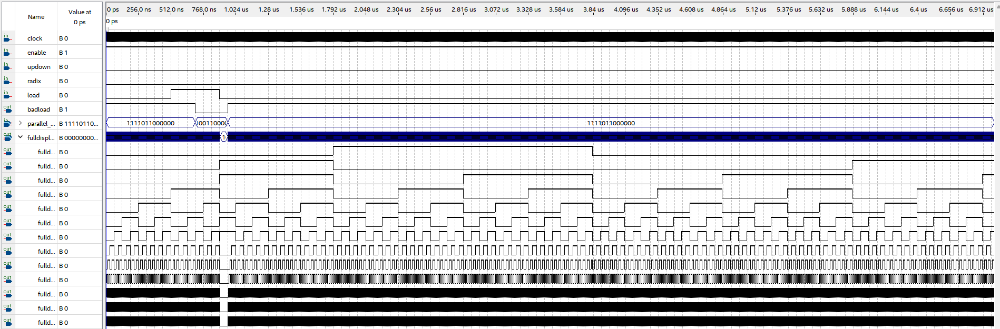 Name
Value at
0 ps
0 ps 256.0 ns 512.0 ns 768.0 ns 1.024 us 1.28 us 1.536 us 1.792 us 2.048 us 2.304 us 2.56 us 2.816 us 3.072 us 3.328 us 3.584 us 3.84 us 4.096 us 4.352 us 4.608 us 4.864 us 5.12 us 5.376 us 5.632 us 5.888 us 6.144 us 6.4 us 6.656 us 6.912 us
0 ps
in clock B 0
in enable B 1
in updown B 0
in radix B 0
in load B 0
out badload B 1
in parallel_... B 11110110... 1111011000000 1111011000000
out fulldispl... B 00000000... 1
out fulld... B 0
out fulld... B 0
out fulld... B 0
out fulld... B 0
out fulld... B 0
out fulld... B 0
out fulld... B 0
out fulld... B 0
out fulld... B 0
out fulld... B 0
out fulld... B 0
out fulld... B 0
out fulld... B 0